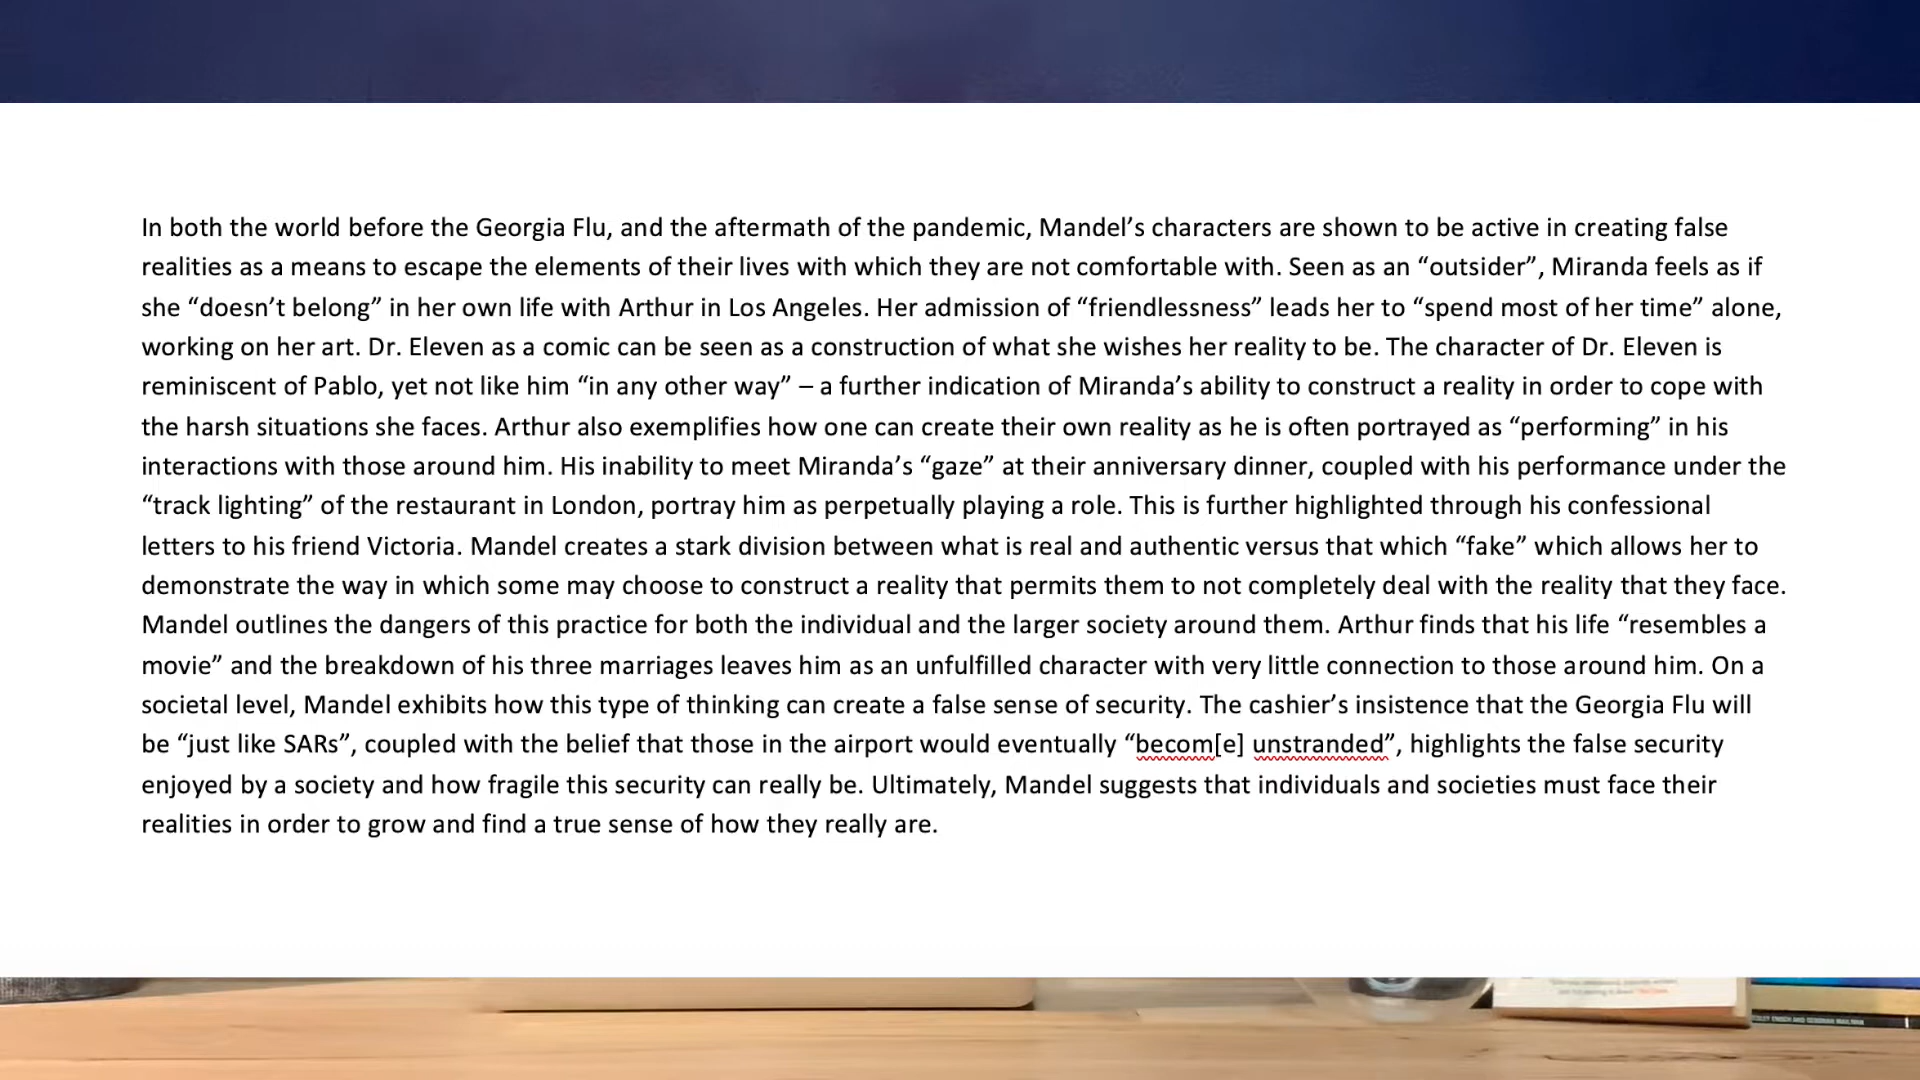 In both the world before the Georgia Flu, and the aftermath of the pandemic, Mandel’s characters are shown to be active in creating false
realities as a means to escape the elements of their lives with which they are not comfortable with. Seen as an “outsider”, Miranda feels as if
she “doesn’t belong” in her own life with Arthur in Los Angeles. Her admission of “friendlessness” leads her to “spend most of her time” alone,
working on her art. Dr. Eleven as a comic can be seen as a construction of what she wishes her reality to be. The character of Dr. Eleven is
reminiscent of Pablo, yet not like him “in any other way” – a further indication of Miranda’s ability to construct a reality in order to cope with
the harsh situations she faces. Arthur also exemplifies how one can create their own reality as he is often portrayed as “performing” in his
interactions with those around him. His inability to meet Miranda’s “gaze” at their anniversary dinner, coupled with his performance under the
“track lighting” of the restaurant in London, portray him as perpetually playing a role. This is further highlighted through his confessional
letters to his friend Victoria. Mandel creates a stark division between what is real and authentic versus that which “fake” which allows her to
demonstrate the way in which some may choose to construct a reality that permits them to not completely deal with the reality that they face.
Mandel outlines the dangers of this practice for both the individual and the larger society around them. Arthur finds that his life “resembles a
movie” and the breakdown of his three marriages leaves him as an unfulfilled character with very little connection to those around him. On a
societal level, Mandel exhibits how this type of thinking can create a false sense of security. The cashier’s insistence that the Georgia Flu will
be “just like SARs”, coupled with the belief that those in the airport would eventually “becom[e] unstranded”, highlights the false security
enjoyed by a society and how fragile this security can really be. Ultimately, Mandel suggests that individuals and societies must face their
realities in order to grow and find a true sense of how they really are.